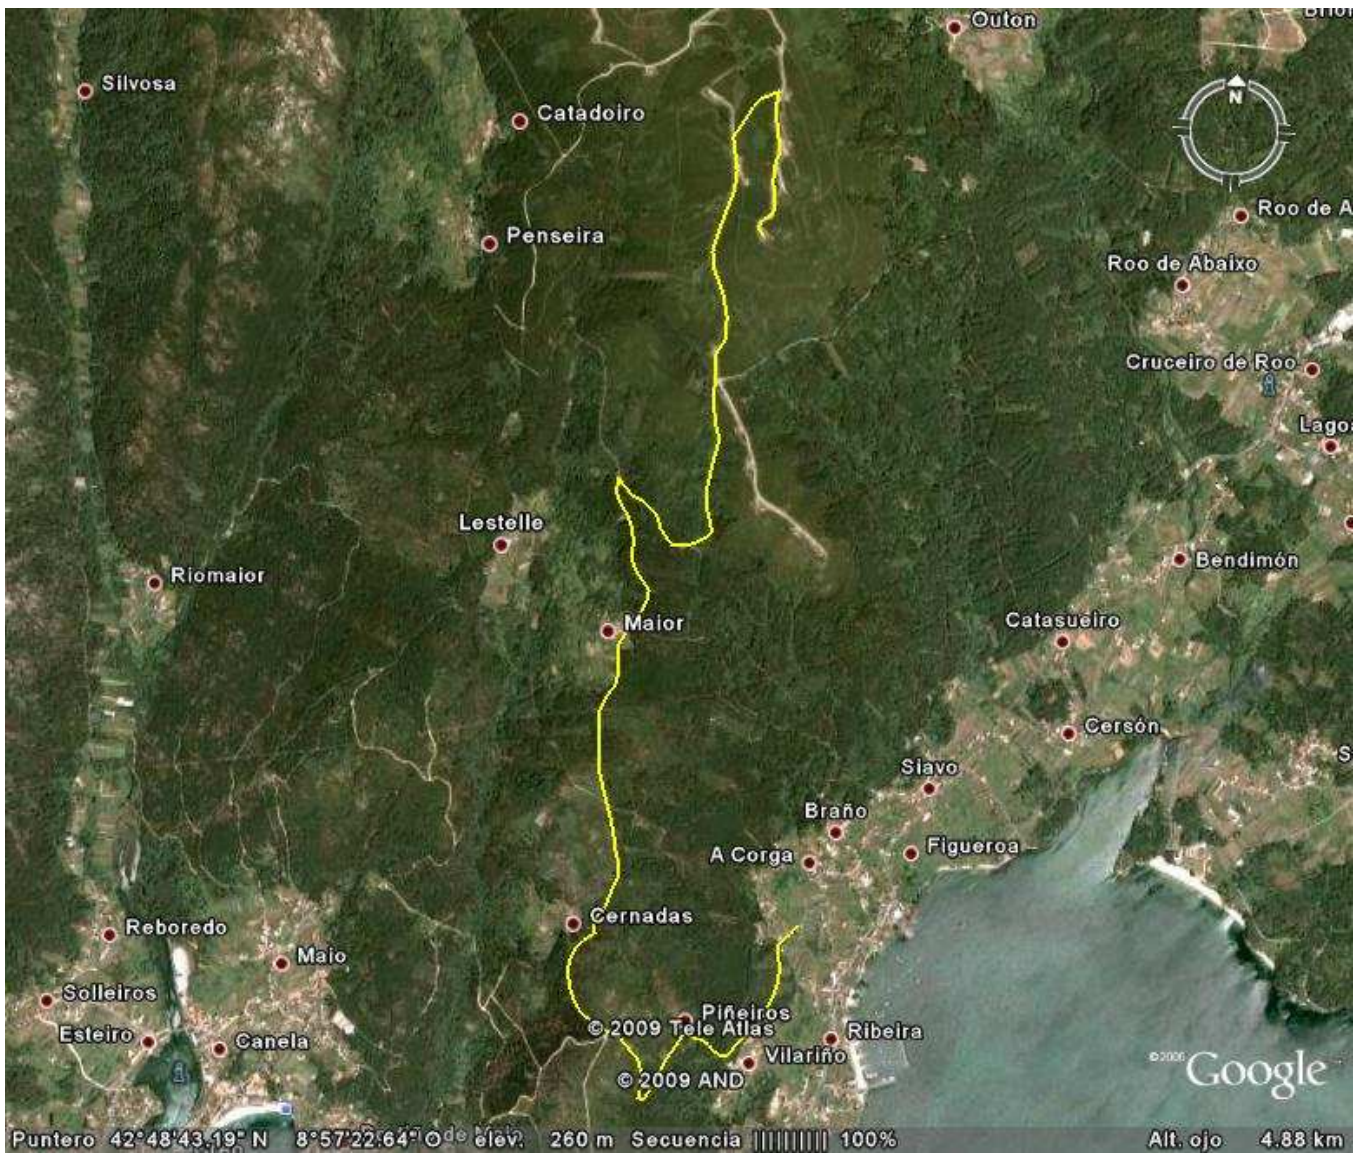 Outon
Silvosa
Catadoiro
N
Roo de A
Penseira
Roo de Abaixo
Cruceiro de Roo
Lagoa
Lestelle
Bendimón
Riomaior
Maior
Catasueiro
Cersón
S
Siavo
Braño
A Corga
Figueroa
Cernadas
Reboredo
Maio
Solleiros
Piñeiros
© 2009 Tele Atlas
Esteiro
Canela
Ribeira
Vilariño
© 2009 AND
©2006 Google
Puntero 42°48'43.19" N 8°57'22.64" O elev. 260 m Secuencia 100% Alt. ojo 4.88 km